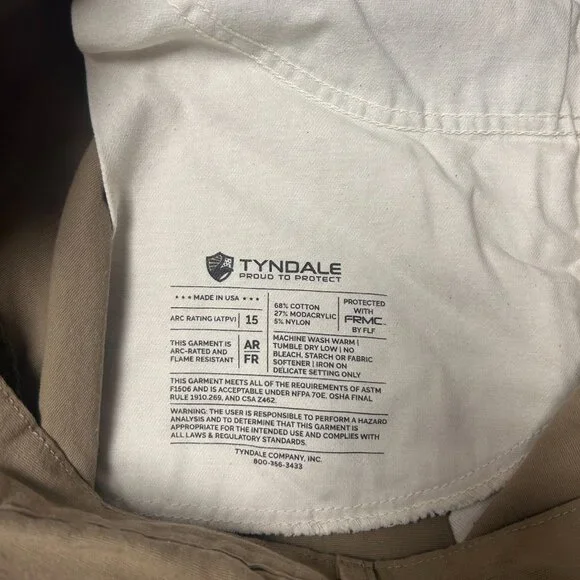 TYNDALE
PROUD TO PROTECT
★★★ MADE IN USA ★★★
ARC RATING (ATPV) 15
THIS GARMENT IS
ARC-RATED AND
FLAME RESISTANT
AR
FR
68% COTTON
27% MODACRYLIC
5% NYLON
PROTECTED
WITH
FRMC™
BY FLF
MACHINE WASH WARM |
TUMBLE DRY LOW | NO
BLEACH, STARCH OR FABRIC
SOFTENER | IRON ON
DELICATE SETTING ONLY
THIS GARMENT MEETS ALL OF THE REQUIREMENTS OF ASTM
F1506 AND IS ACCEPTABLE UNDER NFPA 70E, OSHA FINAL
RULE 1910.269, AND CSA Z462.
WARNING: THE USER IS RESPONSIBLE TO PERFORM A HAZARD
ANALYSIS AND TO DETERMINE THAT THIS GARMENT IS
APPROPRIATE FOR THE INTENDED USE AND COMPLIES WITH
ALL LAWS & REGULATORY STANDARDS.
TYNDALE COMPANY, INC.
800-356-3433